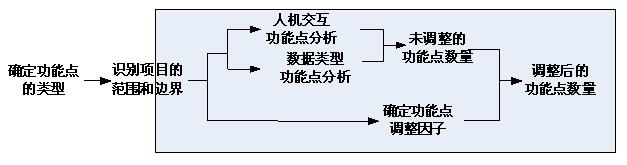 确定功能点
的类型
识别项目的
范围和边界
人机交互
功能点分析
数据类型
功能点分析
未调整的
功能点数量
确定功能点
调整因子
调整后的
功能点数量